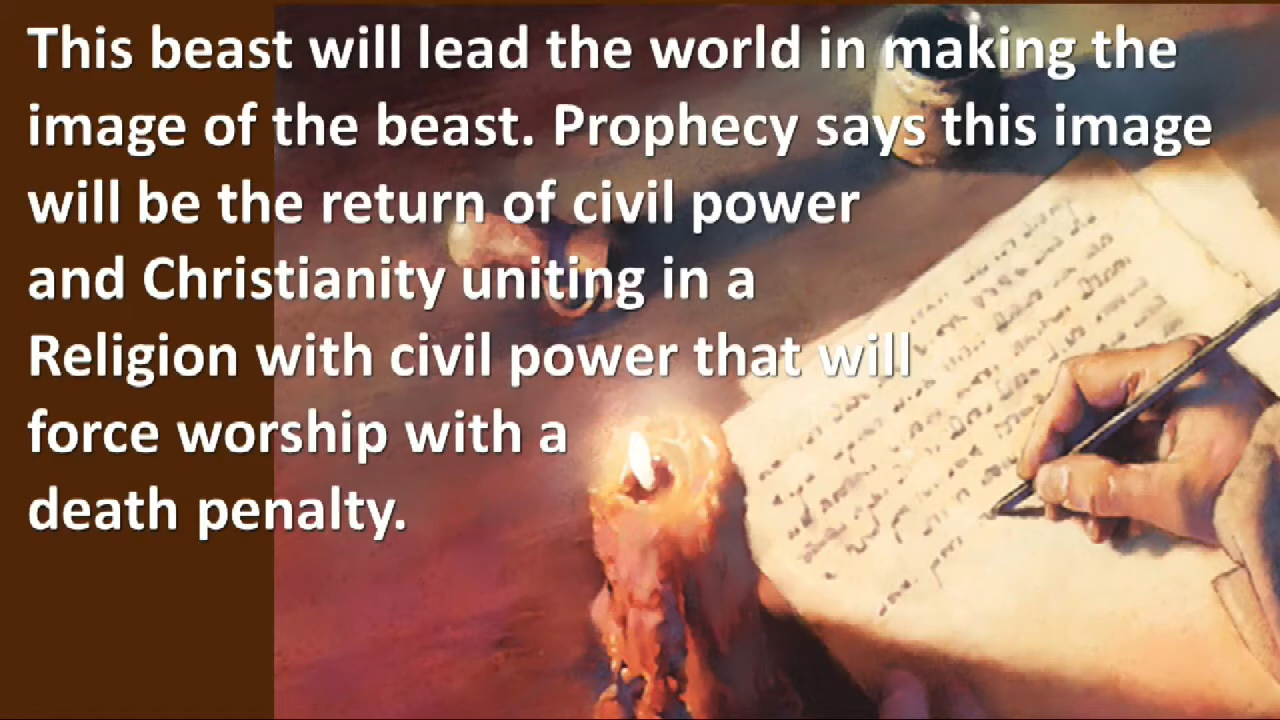 This beast will lead the world in making the
image of the beast. Prophecy says this image
will be the return of civil power
and Christianity uniting in a
Religion with civil power that will
force worship with a
death penalty.